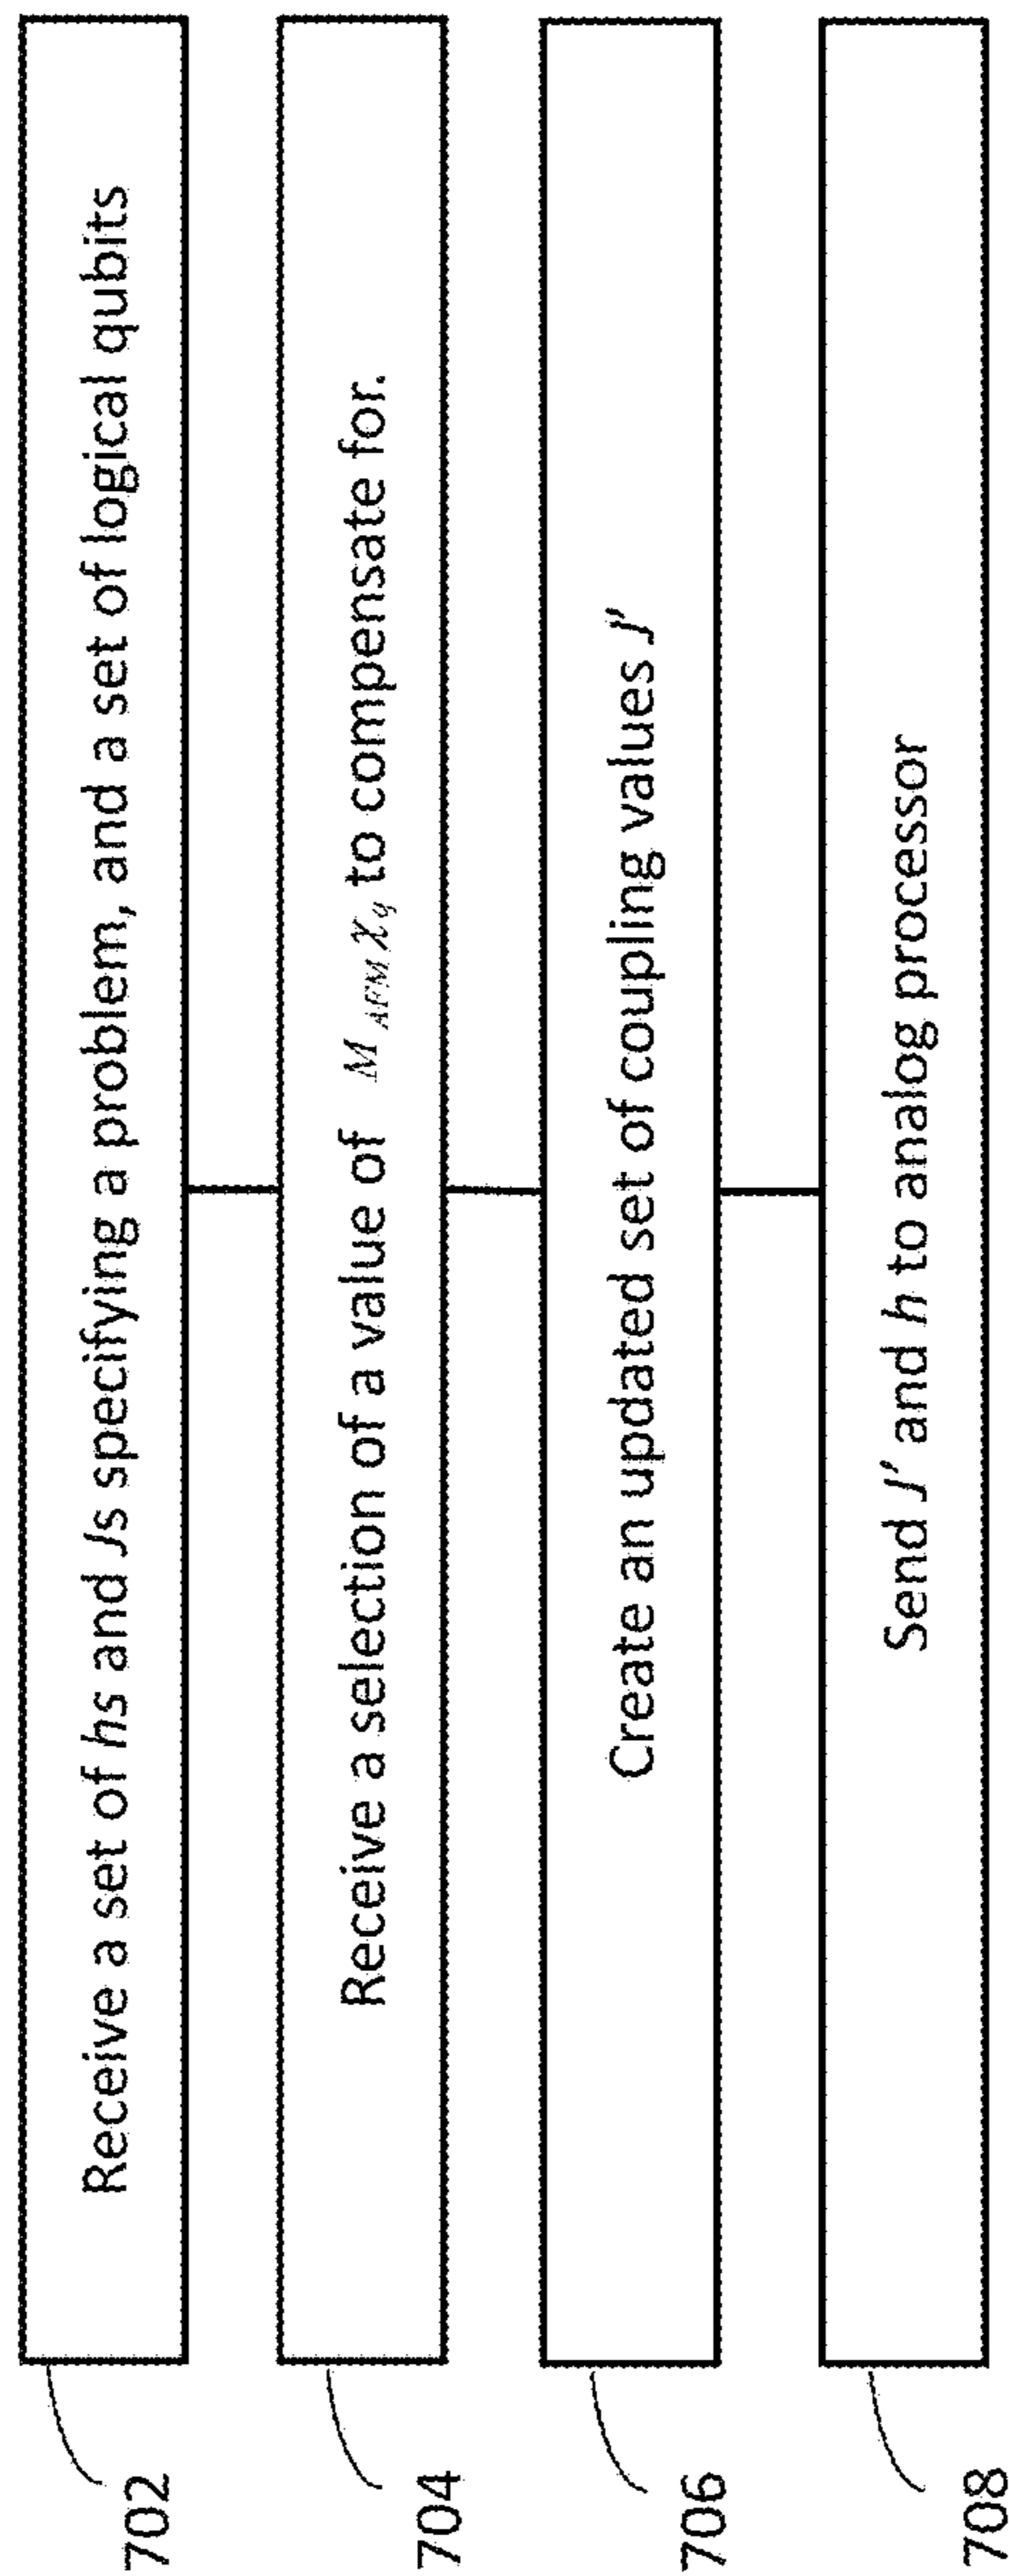 702 Receive a set of hs and Js specifying a problem, and a set of logical qubits
704 Receive a selection of a value of M_AFM χ_q to compensate for.
706 Create an updated set of coupling values J'
708 Send J' and h to analog processor